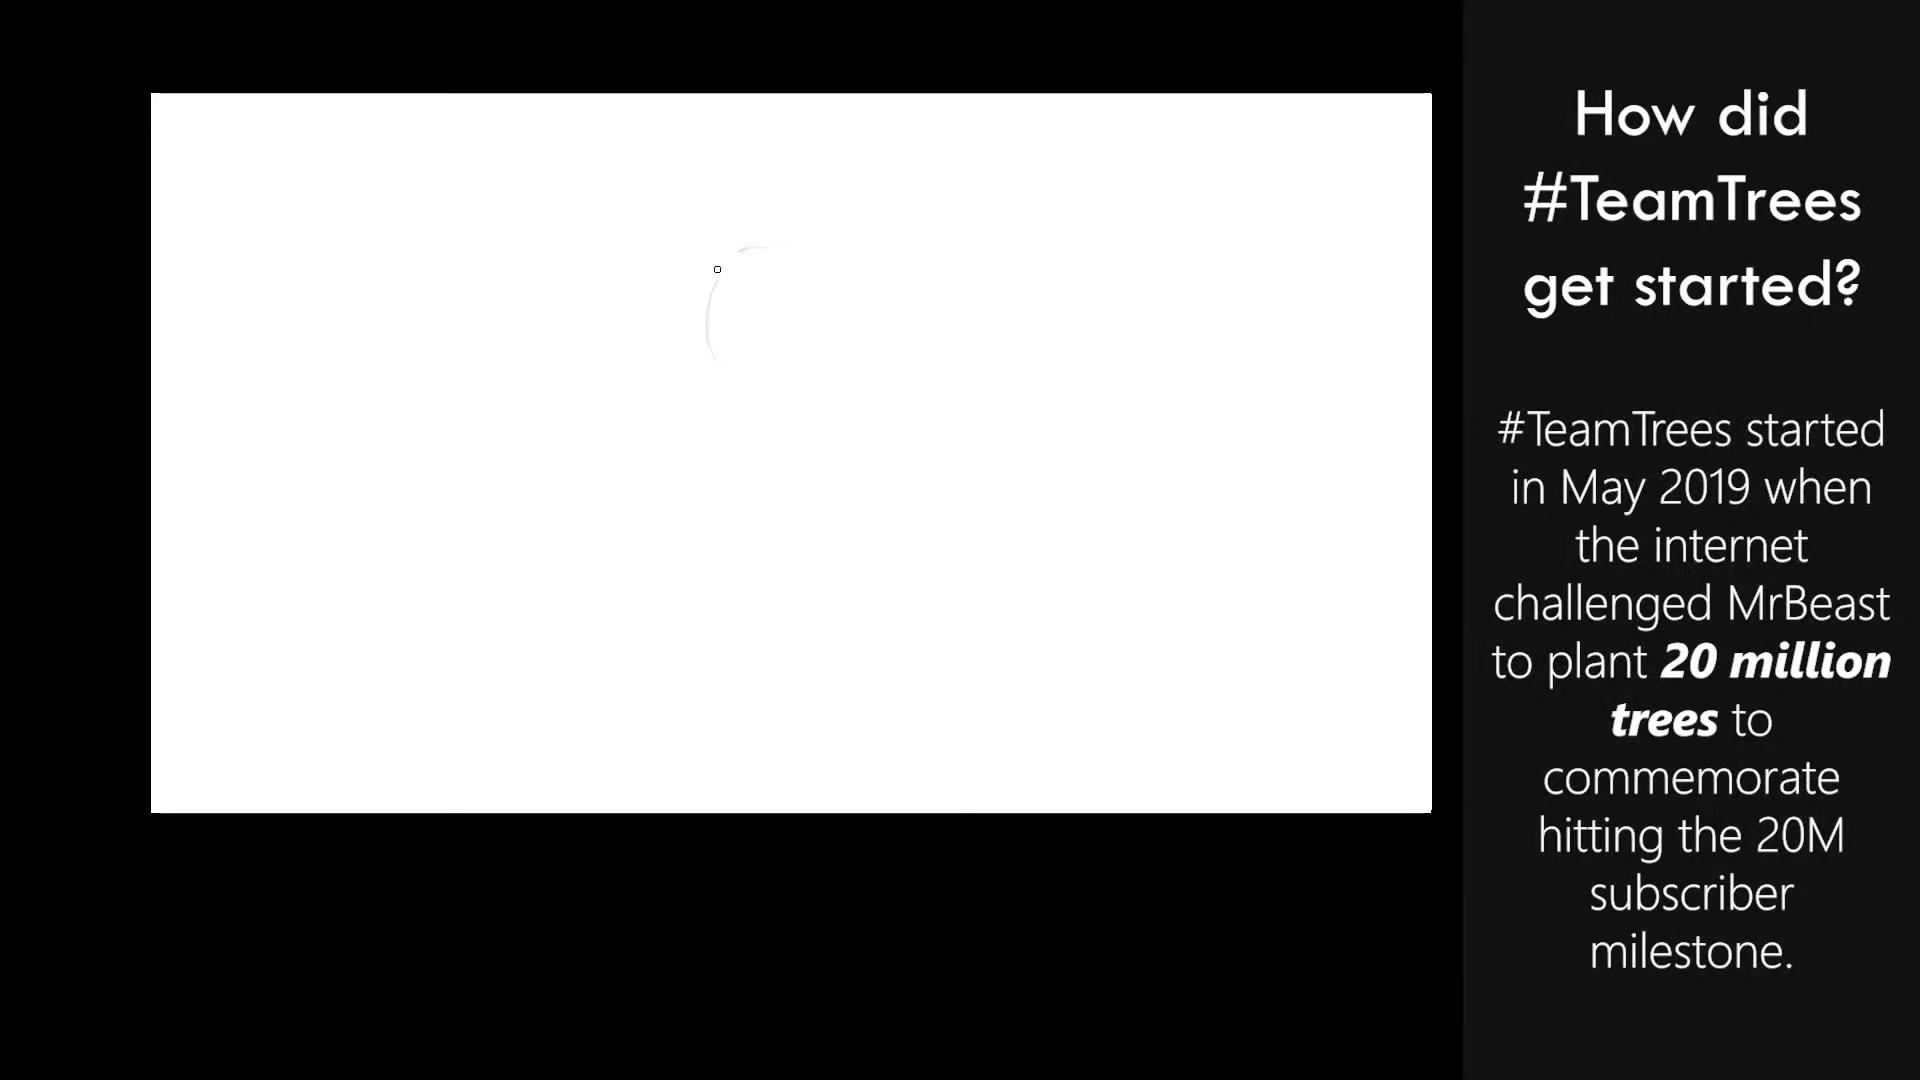 How did
#TeamTrees
get started?
#TeamTrees started
in May 2019 when
the internet
challenged MrBeast
to plant 20 million
trees to
commemorate
hitting the 20M
subscriber
milestone.